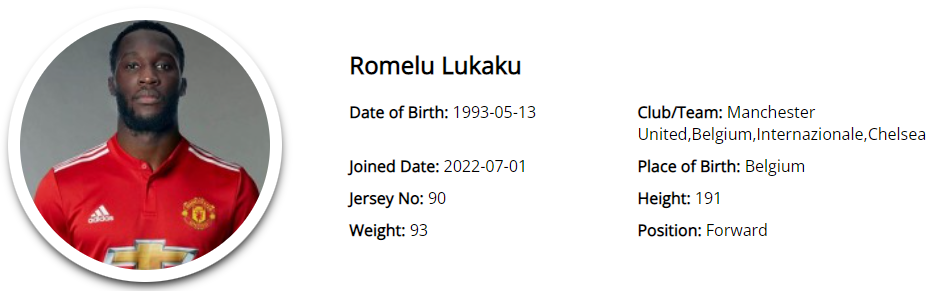 Romelu Lukaku
Date of Birth: 1993-05-13
Club/Team: Manchester
United,Belgium,Internazionale,Chelsea
Joined Date: 2022-07-01
Place of Birth: Belgium
Jersey No: 90
Height: 191
Weight: 93
Position: Forward
adidas